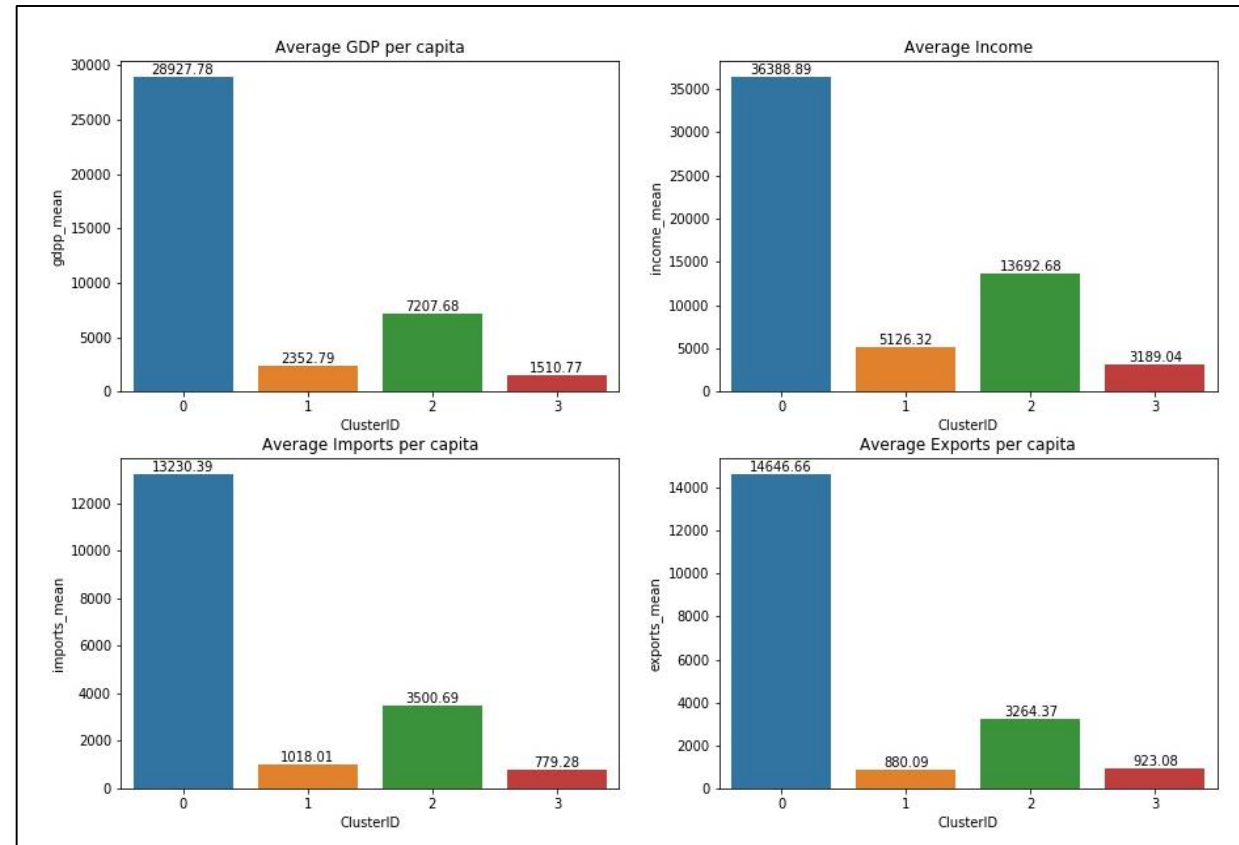 Average GDP per capita
30000
25000
20000
15000
10000
5000
0
gdpp_mean
28927.78
2352.79
7207.68
1510.77
0 1 2 3
ClusterID
Average Income
35000
30000
25000
20000
15000
10000
5000
0
income_mean
36388.89
5126.32
13692.68
3189.04
0 1 2 3
ClusterID
Average Imports per capita
12000
10000
8000
6000
4000
2000
0
imports_mean
13230.39
1018.01
3500.69
779.28
0 1 2 3
ClusterID
Average Exports per capita
14000
12000
10000
8000
6000
4000
2000
0
exports_mean
14646.66
880.09
3264.37
923.08
0 1 2 3
ClusterID